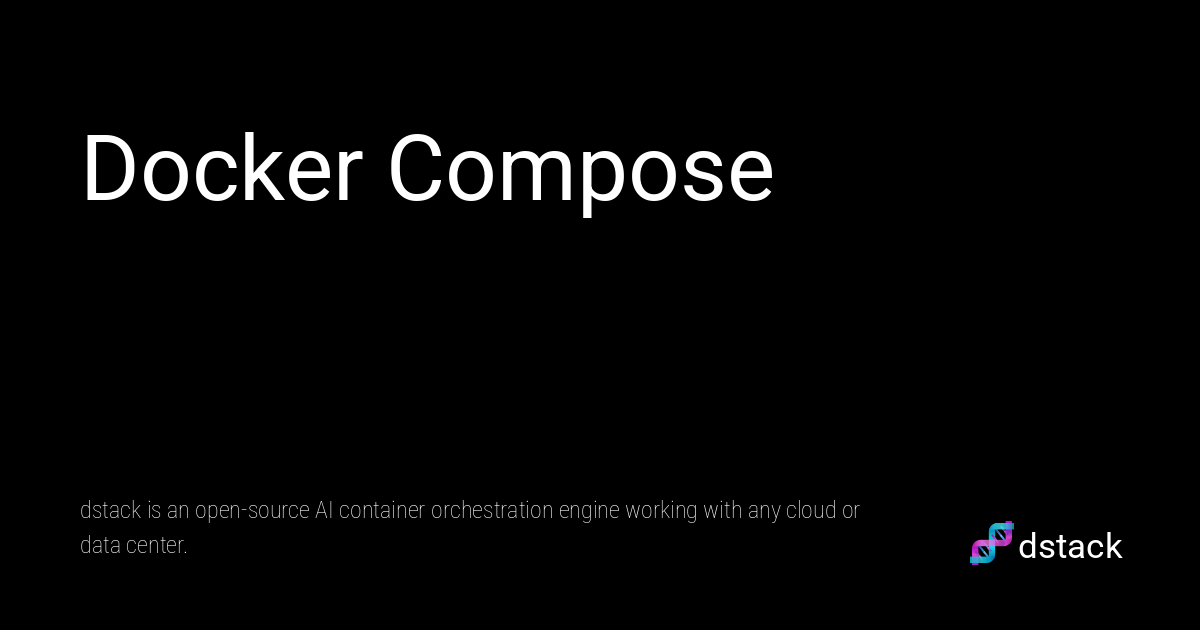 Docker Compose
dstack is an open-source AI container orchestration engine working with any cloud or
data center.
dstack